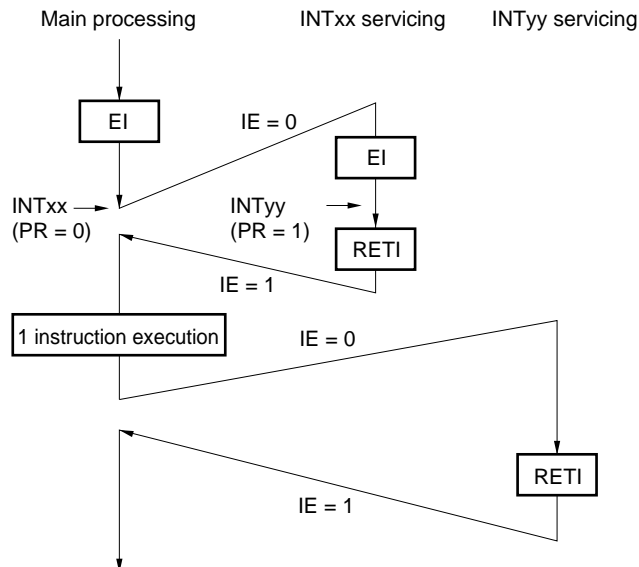 Main processing
INTxx servicing
INTyy servicing
EI
IE = 0
EI
INTxx
(PR = 0)
INTyy
(PR = 1)
RETI
IE = 1
1 instruction execution
IE = 0
RETI
IE = 1